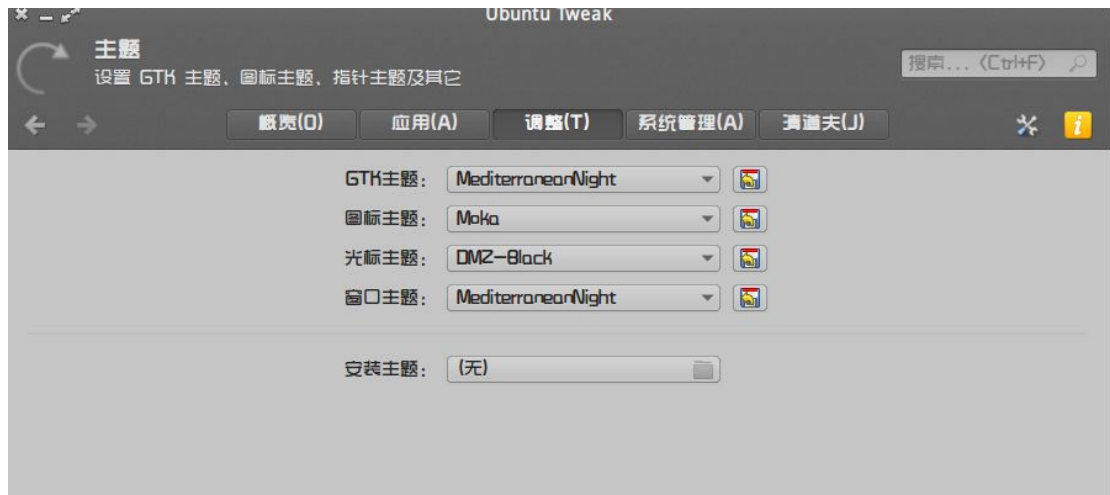 Ubuntu Tweak
主题
设置 GTK 主题、图标主题、指针主题及其它
搜索... (Ctrl+F)
概览(O) 应用(A) 调整(T) 系统管理(A) 清道夫(J)
GTK主题: MediterraneanNight
图标主题: Moka
光标主题: DMZ-Black
窗口主题: MediterraneanNight
安装主题: (无)